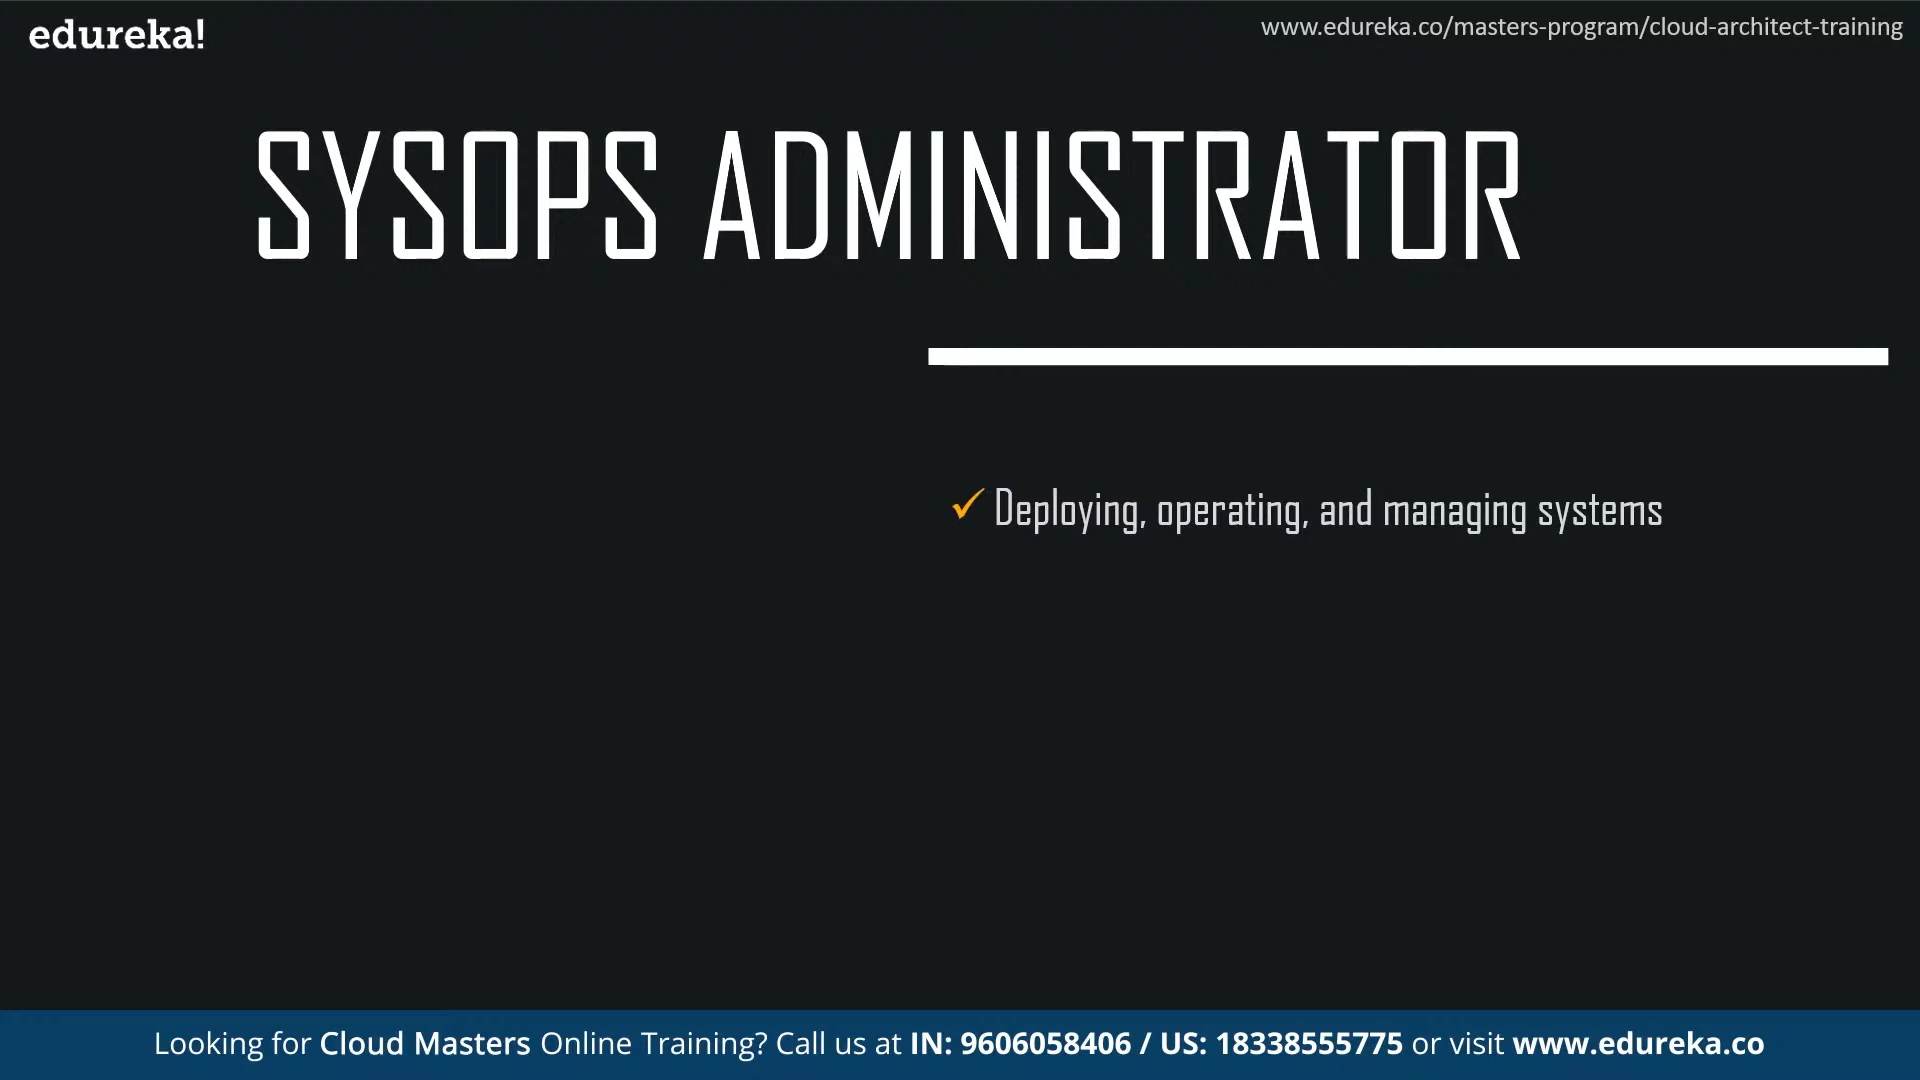 edureka!
www.edureka.co/masters-program/cloud-architect-training
SYSOPS ADMINISTRATOR
✓ Deploying, operating, and managing systems
Looking for Cloud Masters Online Training? Call us at IN: 9606058406 / US: 18338555775 or visit www.edureka.co